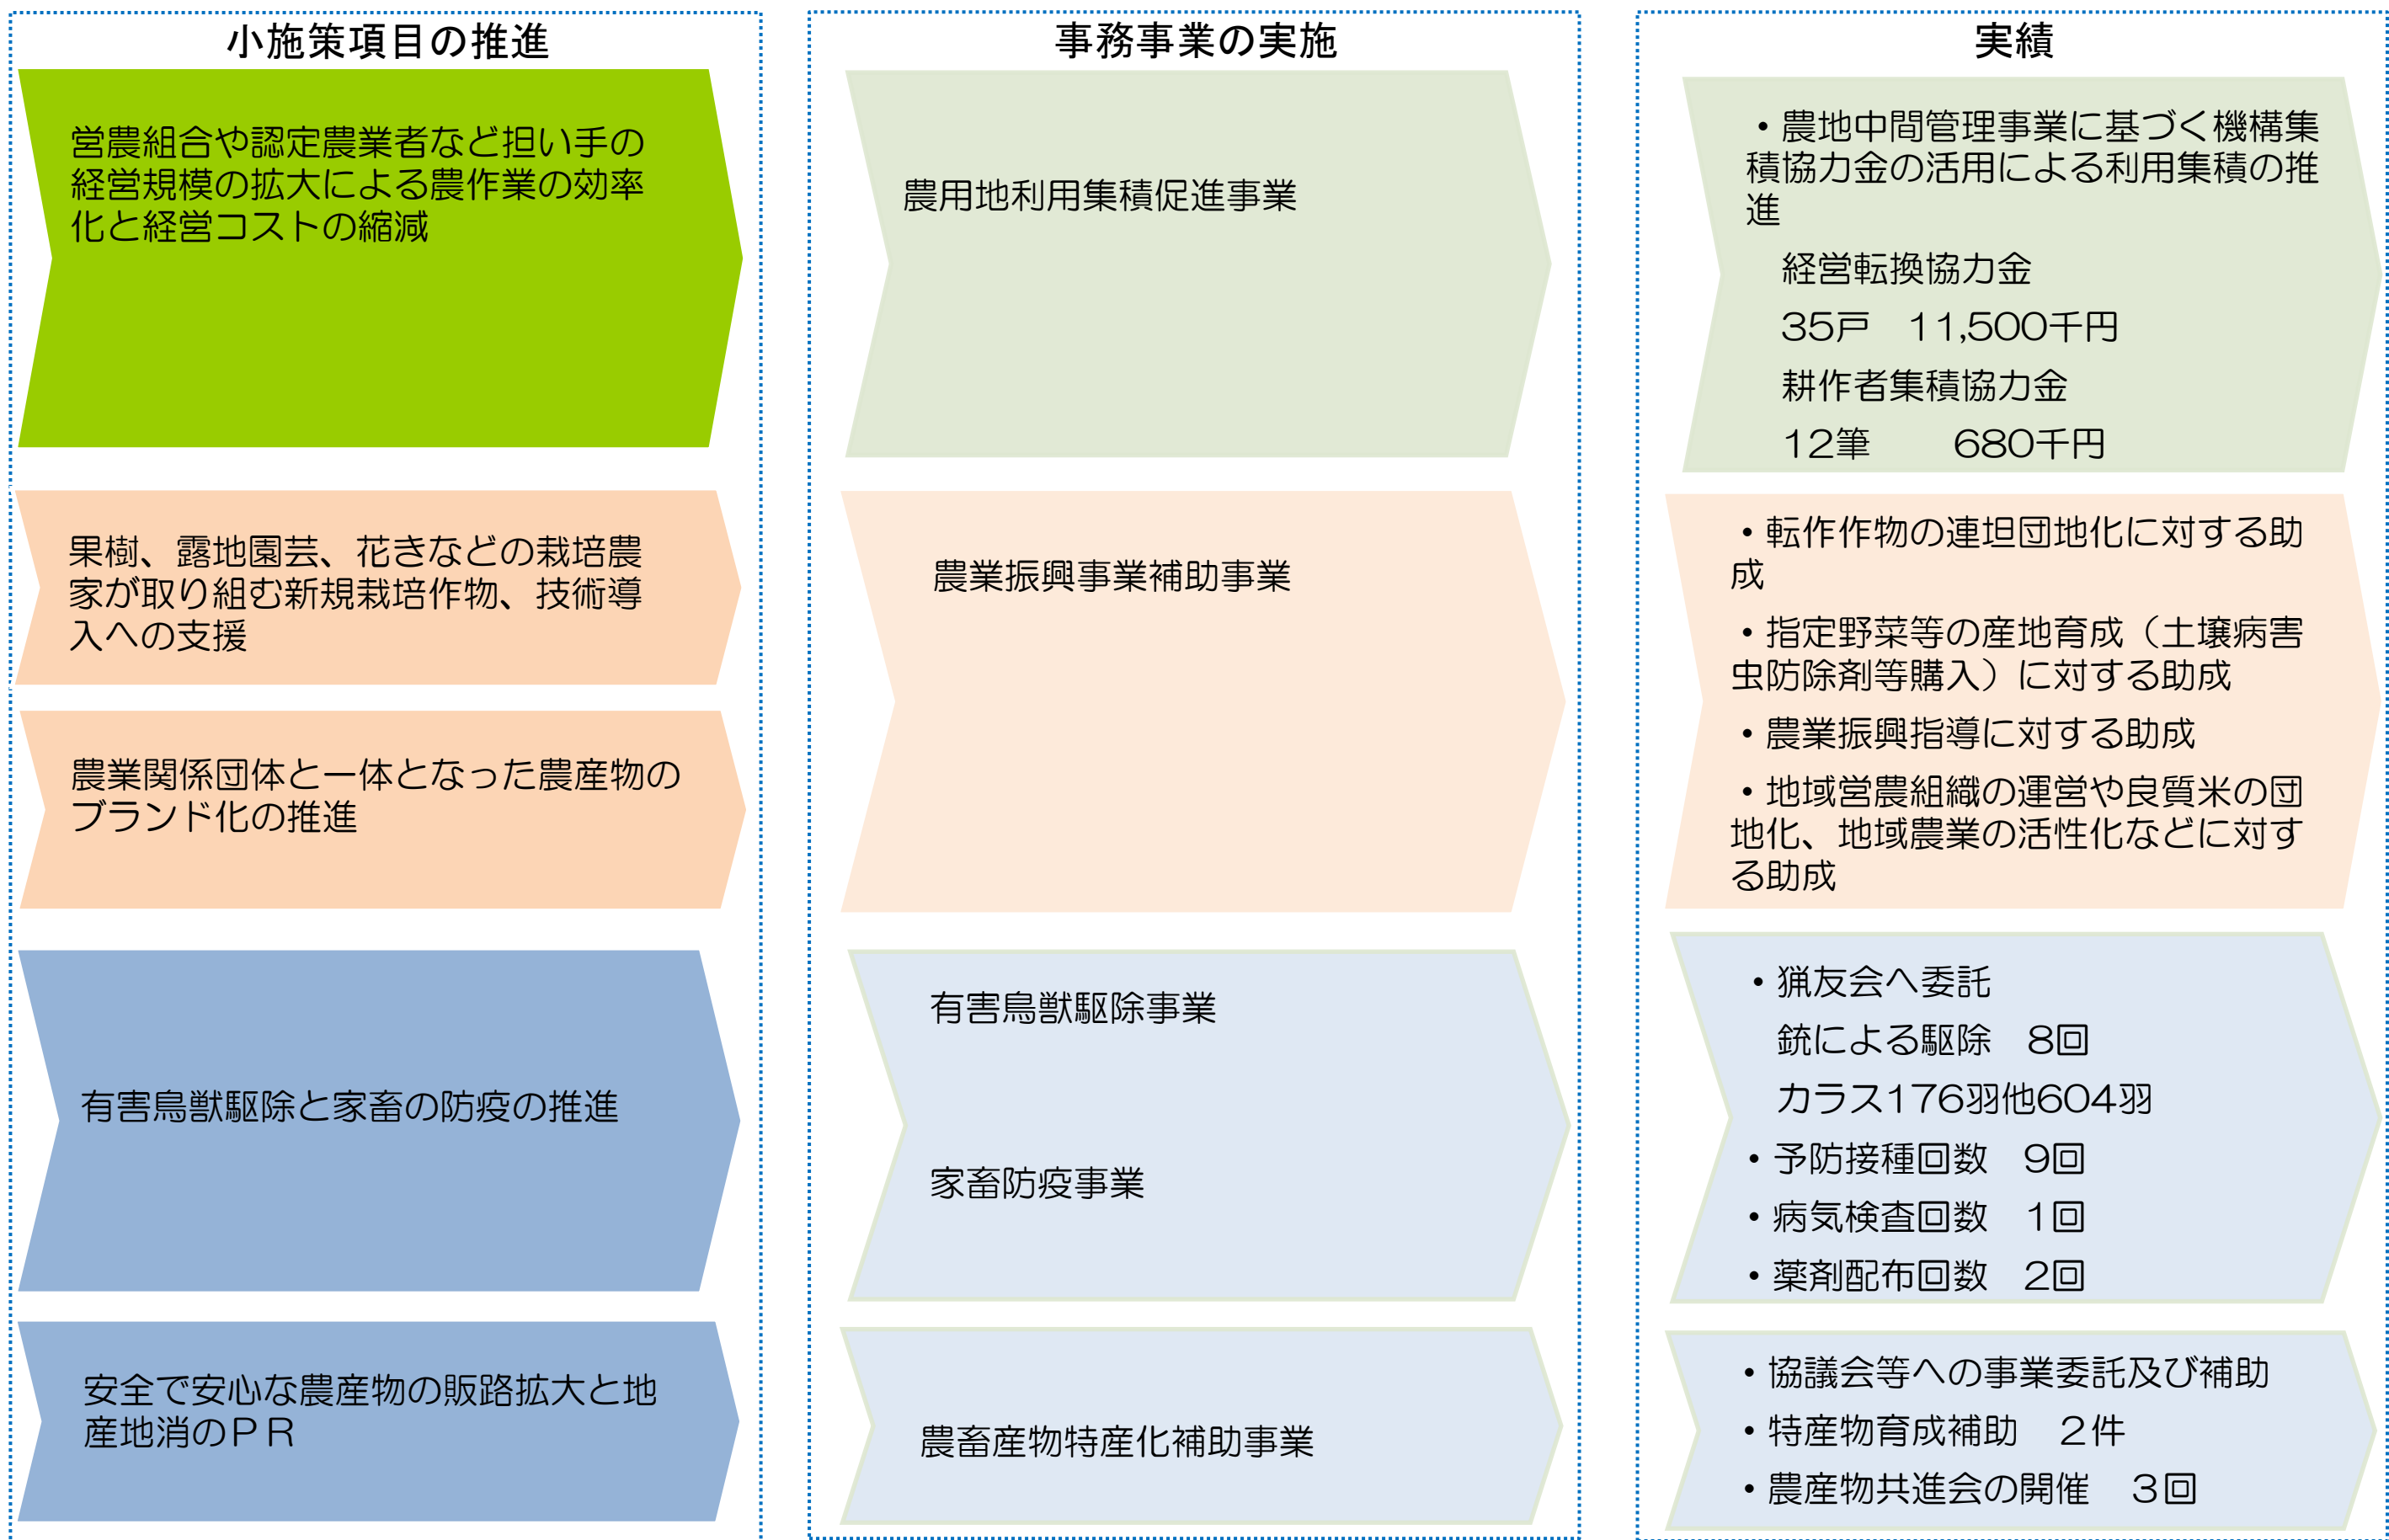 小施策項目の推進
営農組合や認定農業者など担い手の
経営規模の拡大による農作業の効率
化と経営コストの縮減
果樹、露地園芸、花きなどの栽培農
家が取り組む新規栽培作物、技術導
入への支援
農業関係団体と一体となった農産物の
ブランド化の推進
有害鳥獣駆除と家畜の防疫の推進
安全で安心な農産物の販路拡大と地
産地消のPR
事務事業の実施
農用地利用集積促進事業
農業振興事業補助事業
有害鳥獣駆除事業
家畜防疫事業
農畜産物特産化補助事業
実績
・農地中間管理事業に基づく機構集
積協力金の活用による利用集積の推
進
経営転換協力金
35戸　11,500千円
耕作者集積協力金
12筆　　680千円
・転作作物の連坦団地化に対する助
成
・指定野菜等の産地育成（土壌病害
虫防除剤等購入）に対する助成
・農業振興指導に対する助成
・地域営農組織の運営や良質米の団
地化、地域農業の活性化などに対す
る助成
・猟友会へ委託
銃による駆除　8回
カラス176羽他604羽
・予防接種回数　9回
・病気検査回数　1回
・薬剤配布回数　2回
・協議会等への事業委託及び補助
・特産物育成補助　2件
・農産物共進会の開催　3回